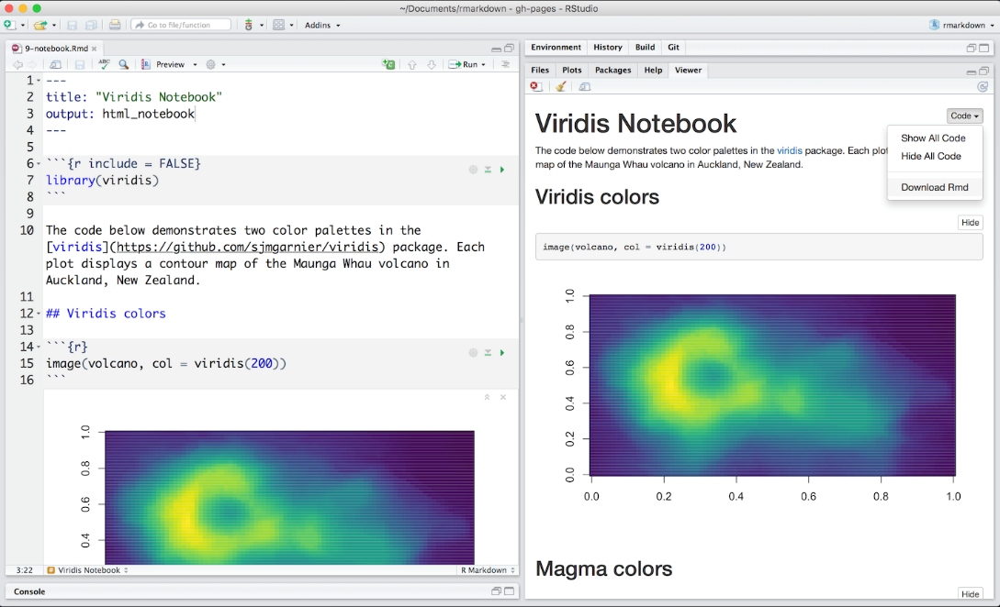 ~/Documents/rmarkdown - gh-pages - RStudio
Go to file/function
Addins
rmarkdown
9-notebook.Rmd
ABC
Preview
Run
1 ---
2 title: "Viridis Notebook"
3 output: html_notebook
4 ---
5
6 ```{r include = FALSE}
7 library(viridis)
8 ```
9
10 The code below demonstrates two color palettes in the
[viridis](https://github.com/sjmgarnier/viridis) package. Each
plot displays a contour map of the Maunga Whau volcano in
Auckland, New Zealand.
11
12 ## Viridis colors
13
14 ```{r}
15 image(volcano, col = viridis(200))
16 ```
1.0
0.8
0.6
0.4
3:22 Viridis Notebook R Markdown
Console
Environment History Build Git
Files Plots Packages Help Viewer
Viridis Notebook
Code
Show All Code
Hide All Code
Download Rmd
The code below demonstrates two color palettes in the viridis package. Each plot
map of the Maunga Whau volcano in Auckland, New Zealand.
Viridis colors
Hide
image(volcano, col = viridis(200))
1.0
0.8
0.6
0.4
0.2
0.0
0.0 0.2 0.4 0.6 0.8 1.0
Magma colors
Hide